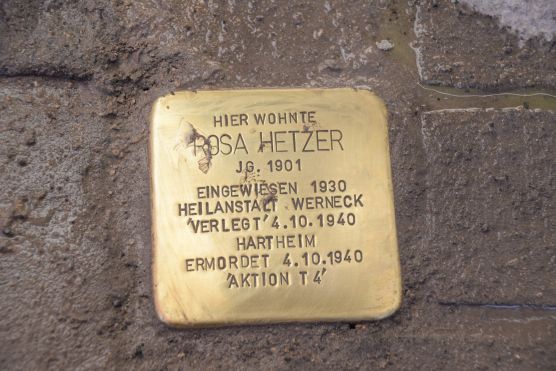 HIER WOHNTE
ROSA HETZER
JG. 1901
EINGEWIESEN 1930
HEILANSTALT WERNECK
'VERLEGT' 4.10.1940
HARTHEIM
ERMORDET 4.10.1940
'AKTION T4'